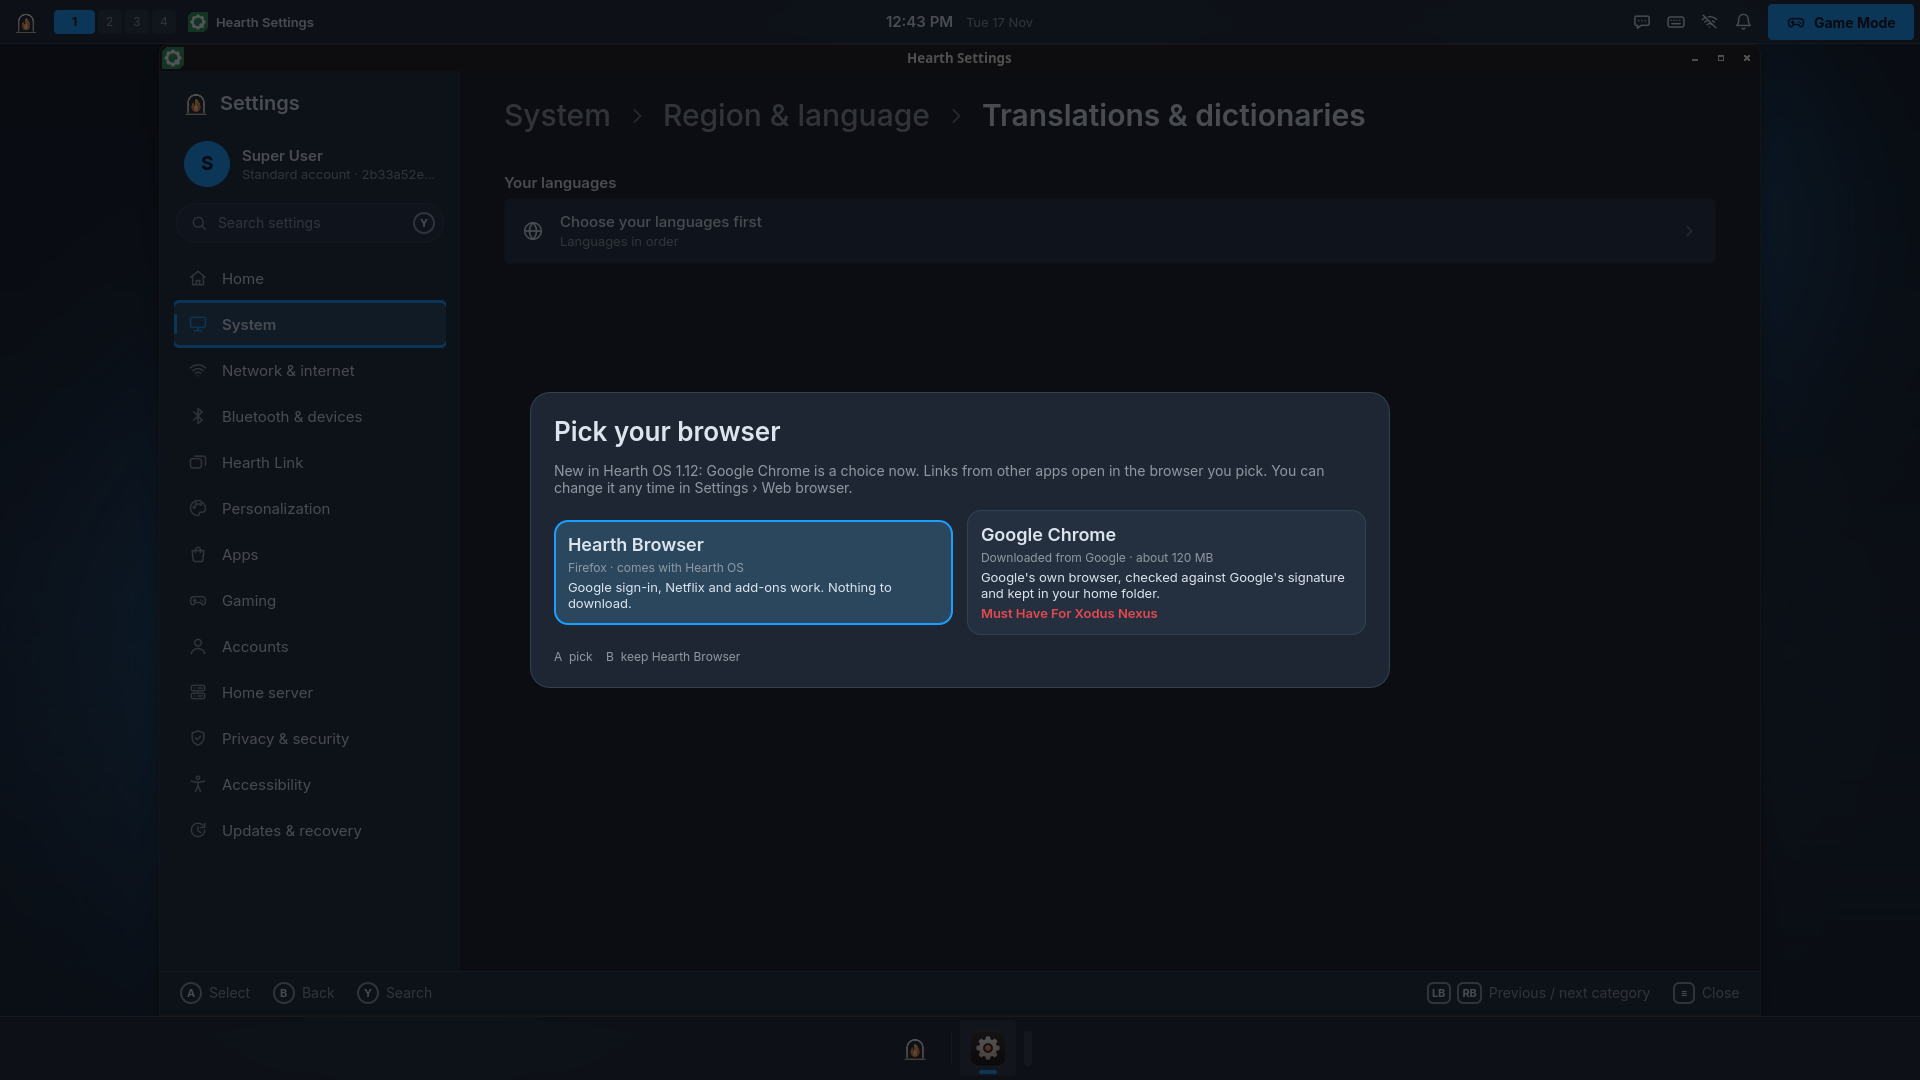 1 2 3 4 Hearth Settings 12:43 PM Tue 17 Nov Game Mode
Hearth Settings
Settings
S Super User
Standard account · 2b33a52e...
Search settings Y
Home
System
Network & internet
Bluetooth & devices
Hearth Link
Personalization
Apps
Gaming
Accounts
Home server
Privacy & security
Accessibility
Updates & recovery
System › Region & language › Translations & dictionaries
Your languages
Choose your languages first
Languages in order
Pick your browser
New in Hearth OS 1.12: Google Chrome is a choice now. Links from other apps open in the browser you pick. You can
change it any time in Settings › Web browser.
Hearth Browser
Firefox · comes with Hearth OS
Google sign-in, Netflix and add-ons work. Nothing to
download.
Google Chrome
Downloaded from Google · about 120 MB
Google's own browser, checked against Google's signature
and kept in your home folder.
Must Have For Xodus Nexus
A pick B keep Hearth Browser
A Select B Back Y Search LB RB Previous / next category ≡ Close